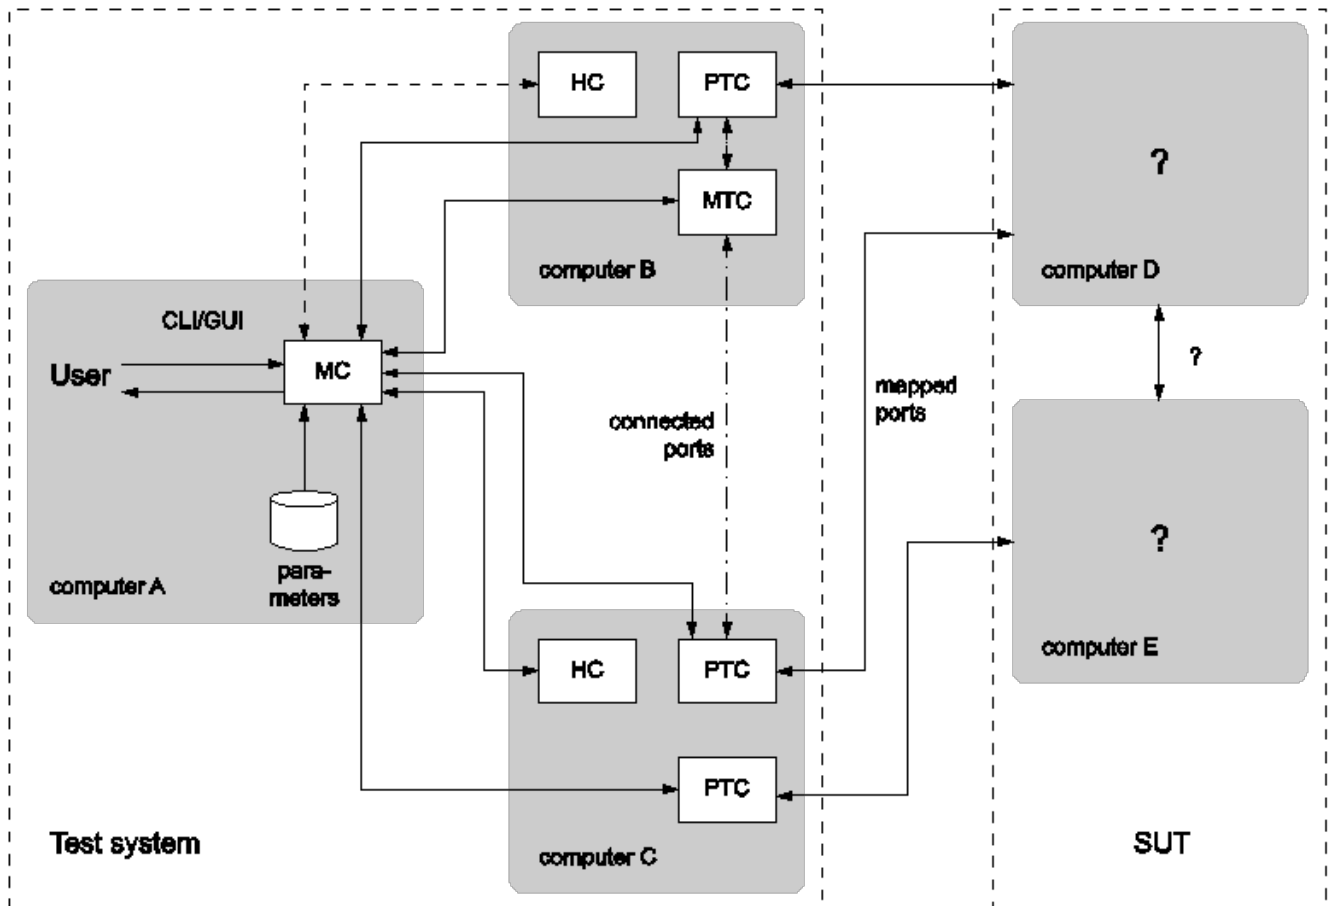 HC
PTC
MTC
computer B
?
computer D
CLI/GUI
User
MC
para-
meters
computer A
connected
ports
mapped
ports
?
?
computer E
HC
PTC
PTC
computer C
Test system
SUT